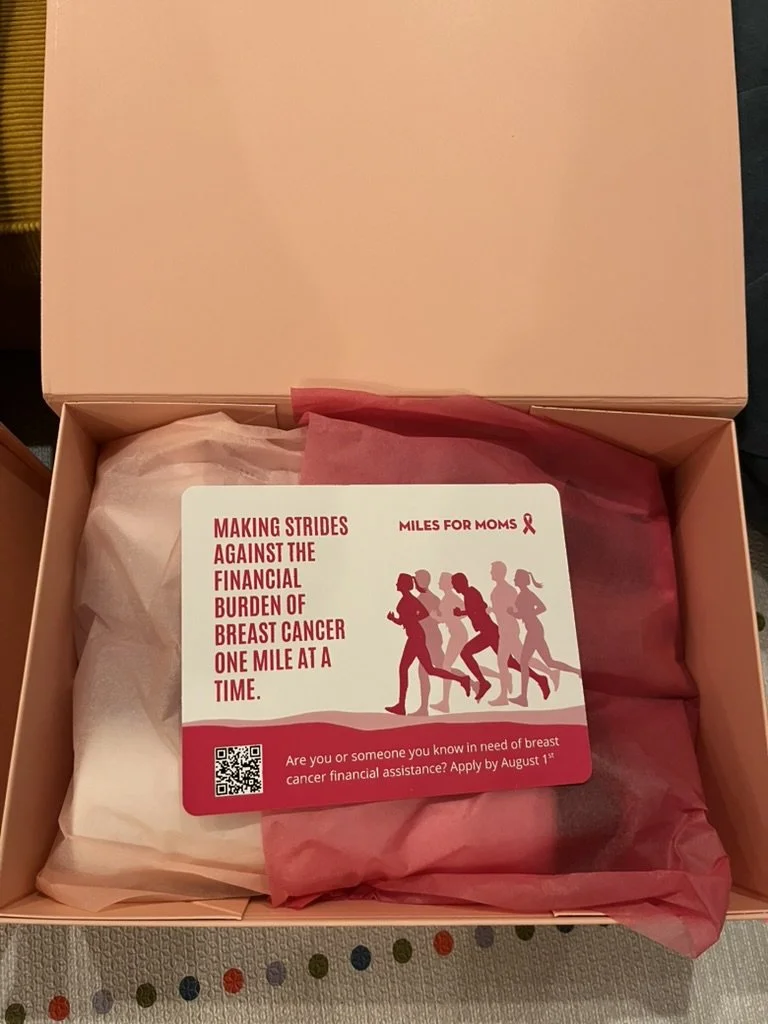 MAKING STRIDES
AGAINST THE
FINANCIAL
BURDEN OF
BREAST CANCER
ONE MILE AT A
TIME.
MILES FOR MOMS
Are you or someone you know in need of breast
cancer financial assistance? Apply by August 1st